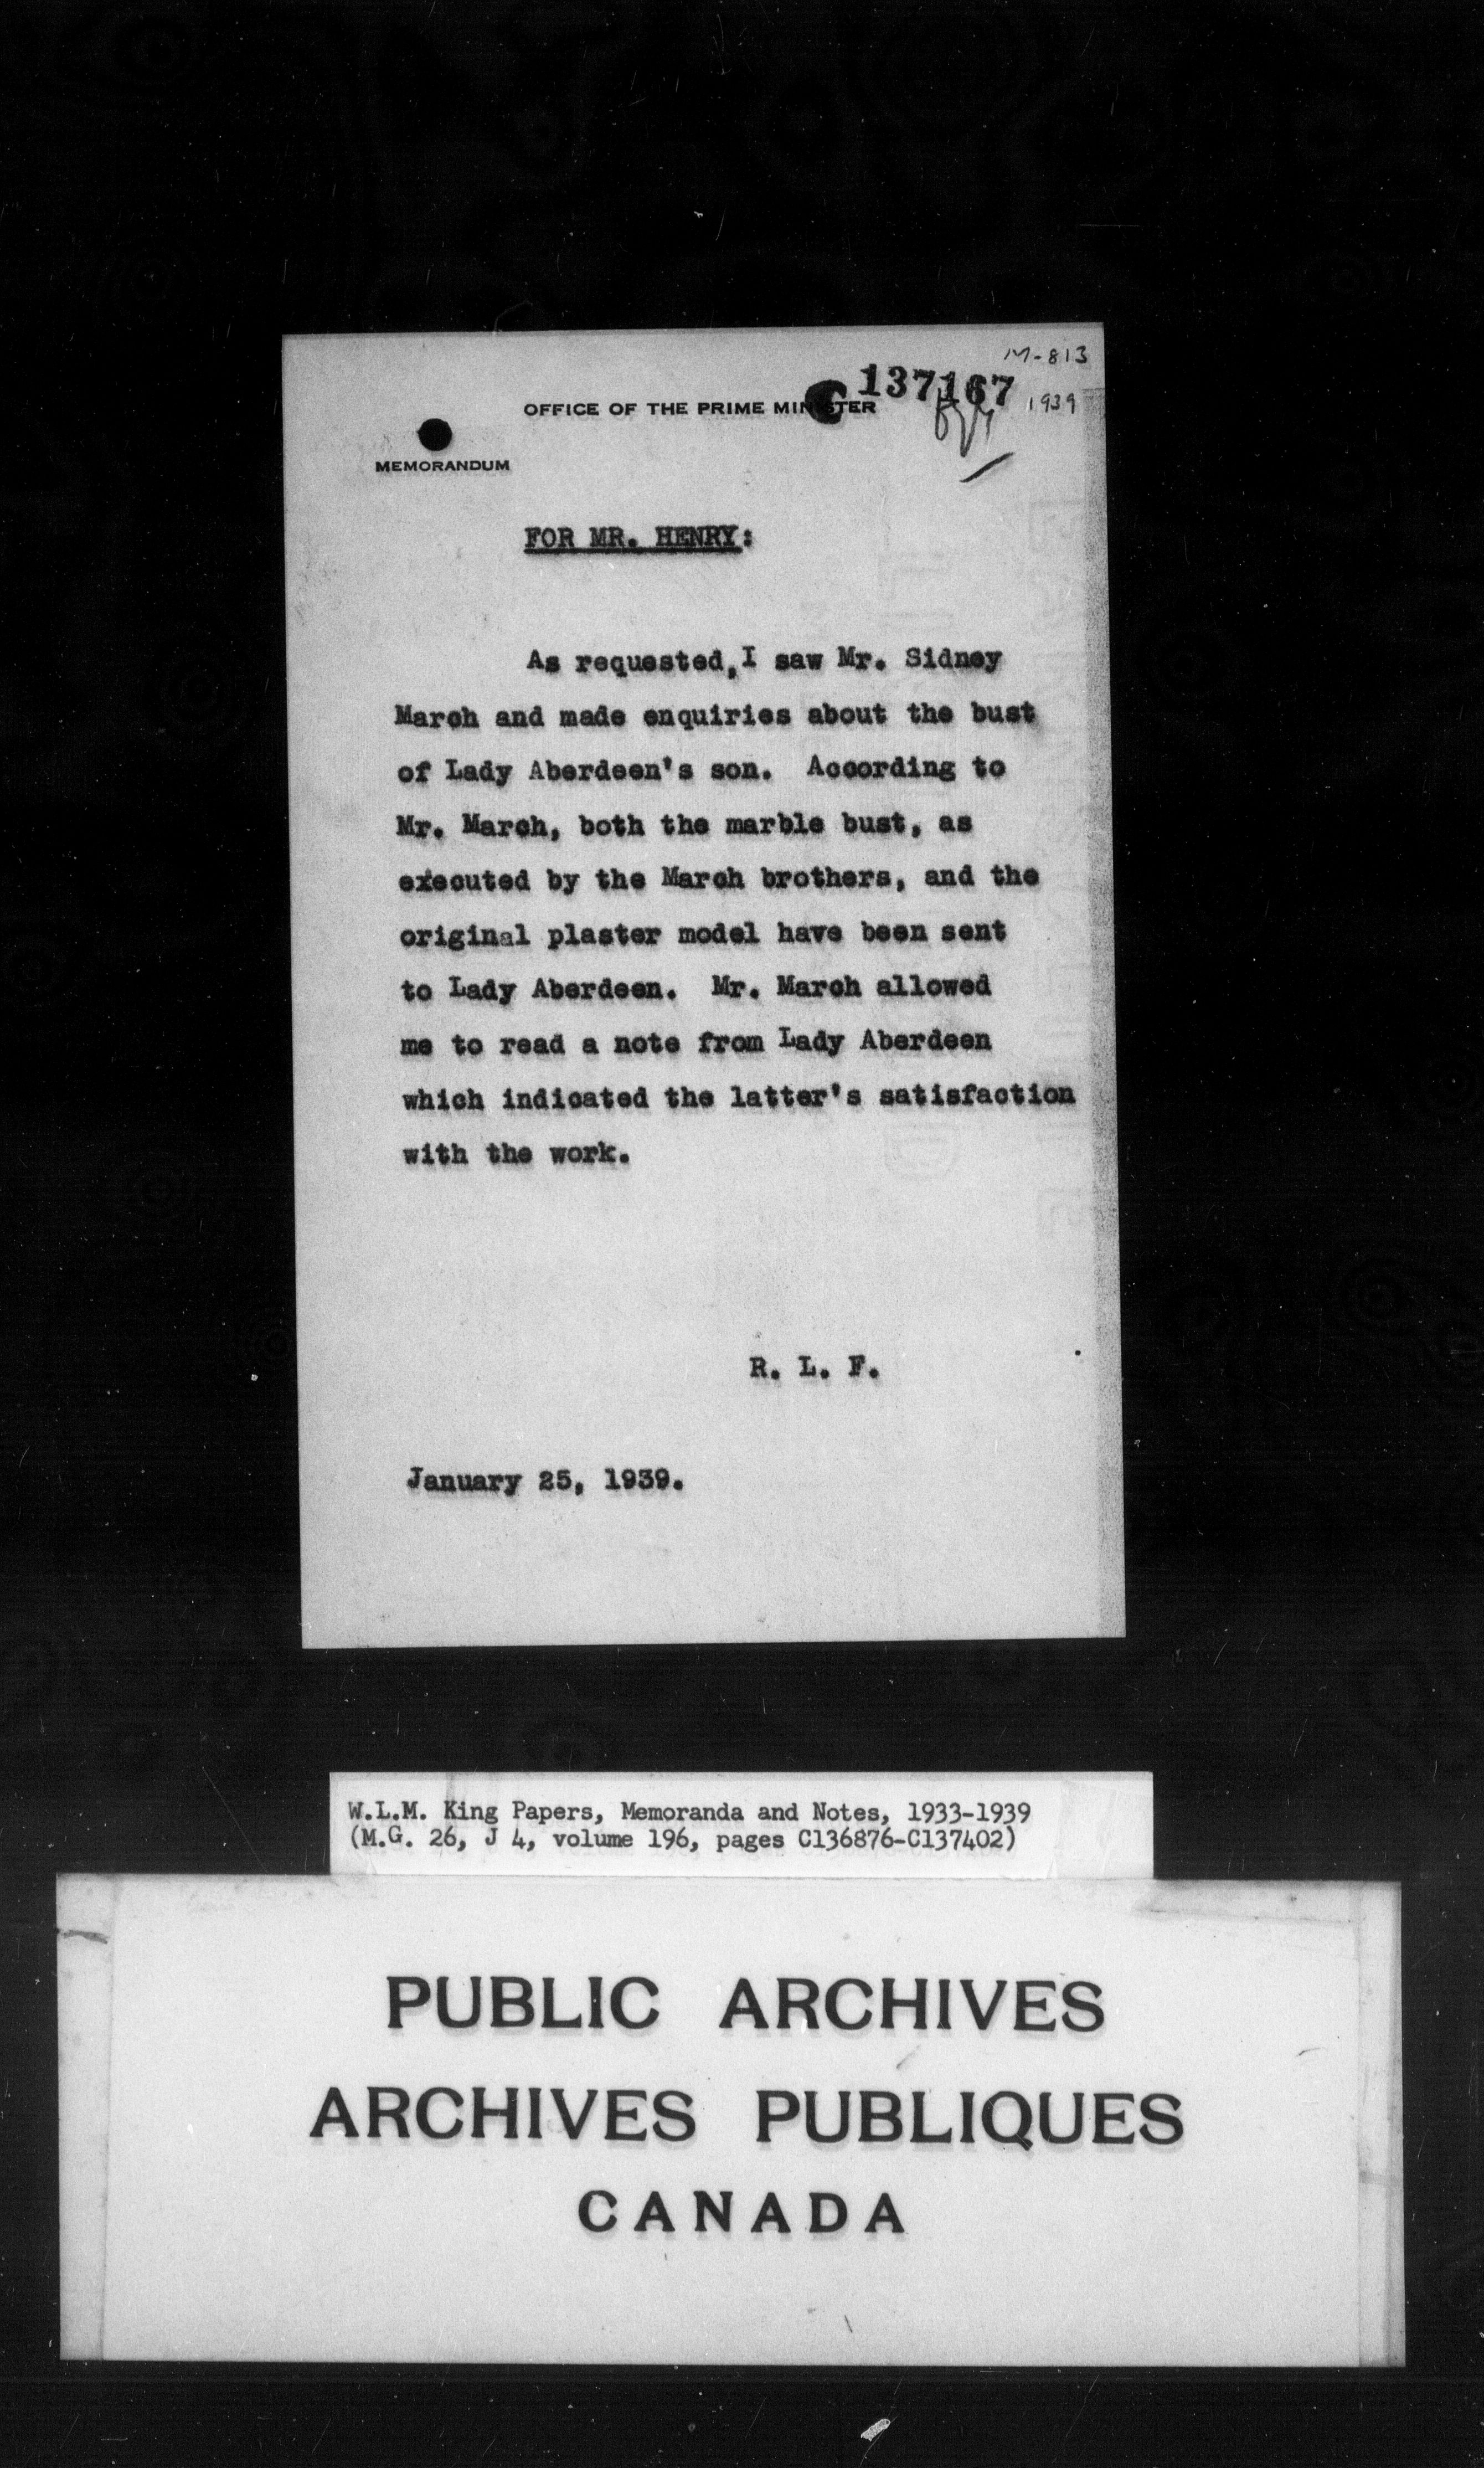 M-813
C 137167
1939
OFFICE OF THE PRIME MINISTER
MEMORANDUM
FOR MR. HENRY:
As requested, I saw Mr. Sidney
March and made enquiries about the bust
of Lady Aberdeen's son. According to
Mr. March, both the marble bust, as
executed by the March brothers, and the
original plaster model have been sent
to Lady Aberdeen. Mr. March allowed
me to read a note from Lady Aberdeen
which indicated the latter's satisfaction
with the work.
R. L. F.
January 25, 1939.
W.L.M. King Papers, Memoranda and Notes, 1933-1939
(M.G. 26, J 4, volume 196, pages C136876-C137402)
PUBLIC ARCHIVES
ARCHIVES PUBLIQUES
CANADA